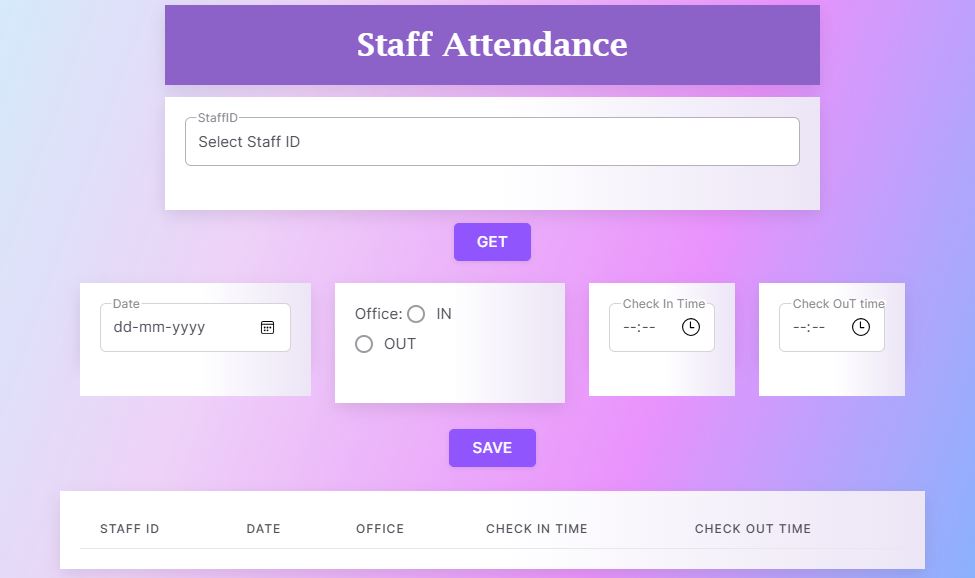 Staff Attendance
StaffID
Select Staff ID
GET
Date
dd-mm-yyyy
Office: IN
OUT
Check In Time
--:--
Check OuT time
--:--
SAVE
STAFF ID DATE OFFICE CHECK IN TIME CHECK OUT TIME